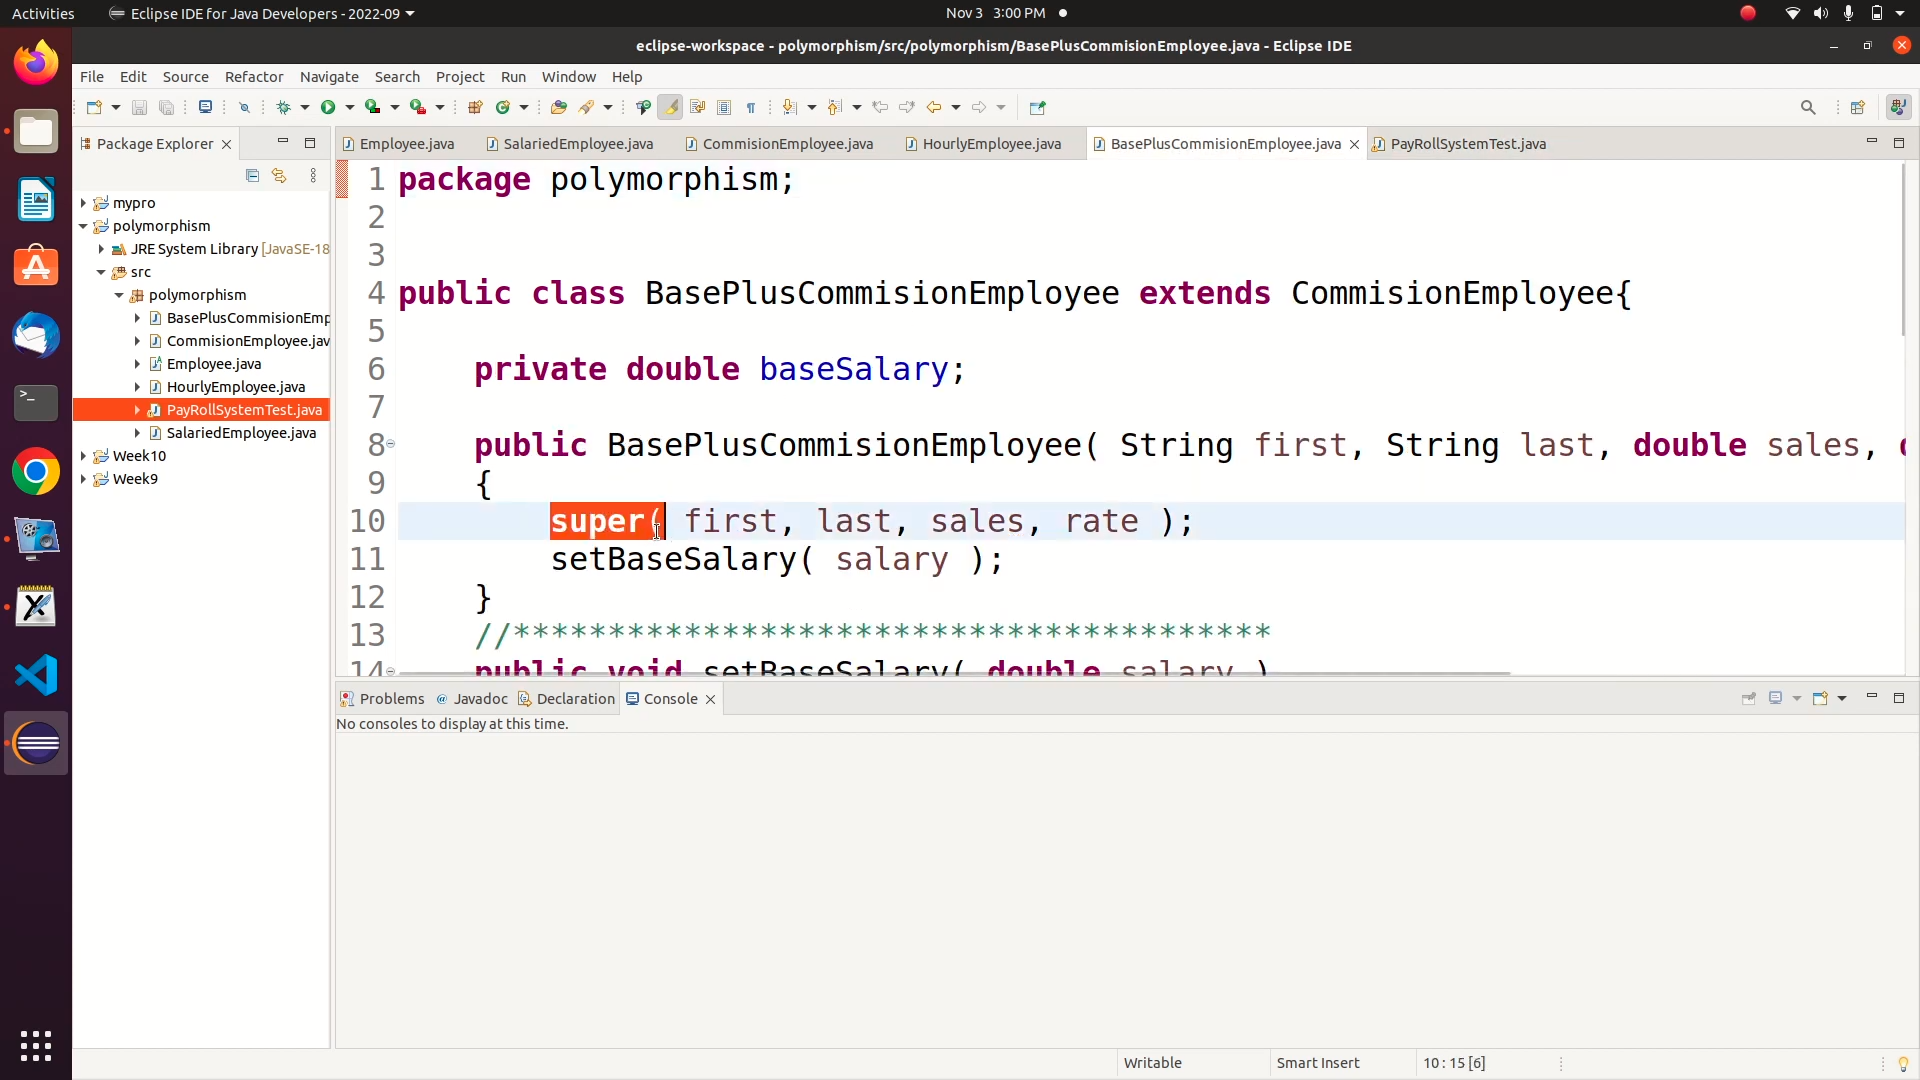 Activities
Eclipse IDE for Java Developers - 2022-09
Nov 3 3:00 PM
eclipse-workspace - polymorphism/src/polymorphism/BasePlusCommisionEmployee.java - Eclipse IDE
File Edit Source Refactor Navigate Search Project Run Window Help
Package Explorer
Employee.java
SalariedEmployee.java
CommisionEmployee.java
HourlyEmployee.java
BasePlusCommisionEmployee.java
PayRollSystemTest.java
mypro
polymorphism
JRE System Library [JavaSE-18
src
polymorphism
BasePlusCommisionEmp
CommisionEmployee.jav
Employee.java
HourlyEmployee.java
PayRollSystemTest.java
SalariedEmployee.java
Week10
Week9
1 package polymorphism;
2
3
4 public class BasePlusCommisionEmployee extends CommisionEmployee{
5
6 private double baseSalary;
7
8 public BasePlusCommisionEmployee( String first, String last, double sales,
9 {
10 super( first, last, sales, rate );
11 setBaseSalary( salary );
12 }
13 //****************************************
14 public void setBaseSalary( double salary )
Problems
Javadoc
Declaration
Console
No consoles to display at this time.
Writable
Smart Insert
10 : 15 [6]